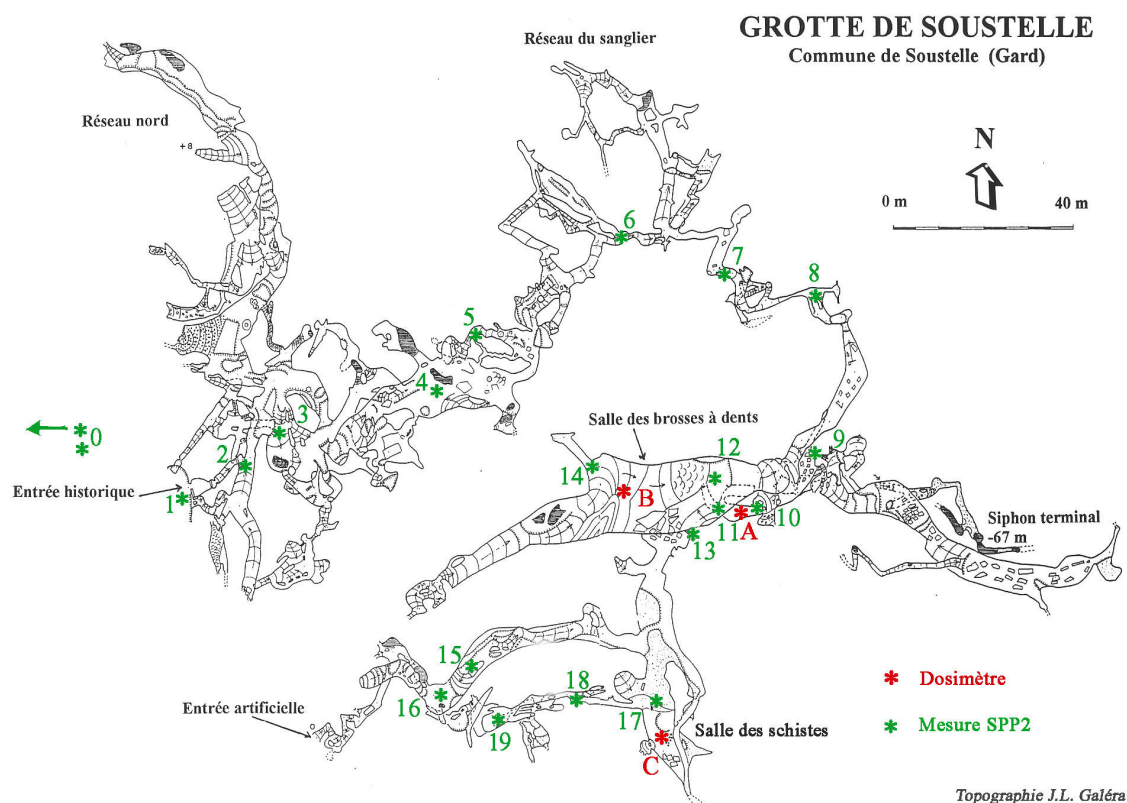 GROTTE DE SOUSTELLE
Commune de Soustelle (Gard)
Réseau du sanglier
Réseau nord
+8
N
0 m
40 m
6
7
8
5
4
3
0
2
Salle des brosses à dents
12
9
14
Entrée historique
1
B
10
11
A
13
Siphon terminal
-67 m
15
18
16
17
Entrée artificielle
19
Salle des schistes
C
Dosimètre
Mesure SPP2
Topographie J.L. Galéra